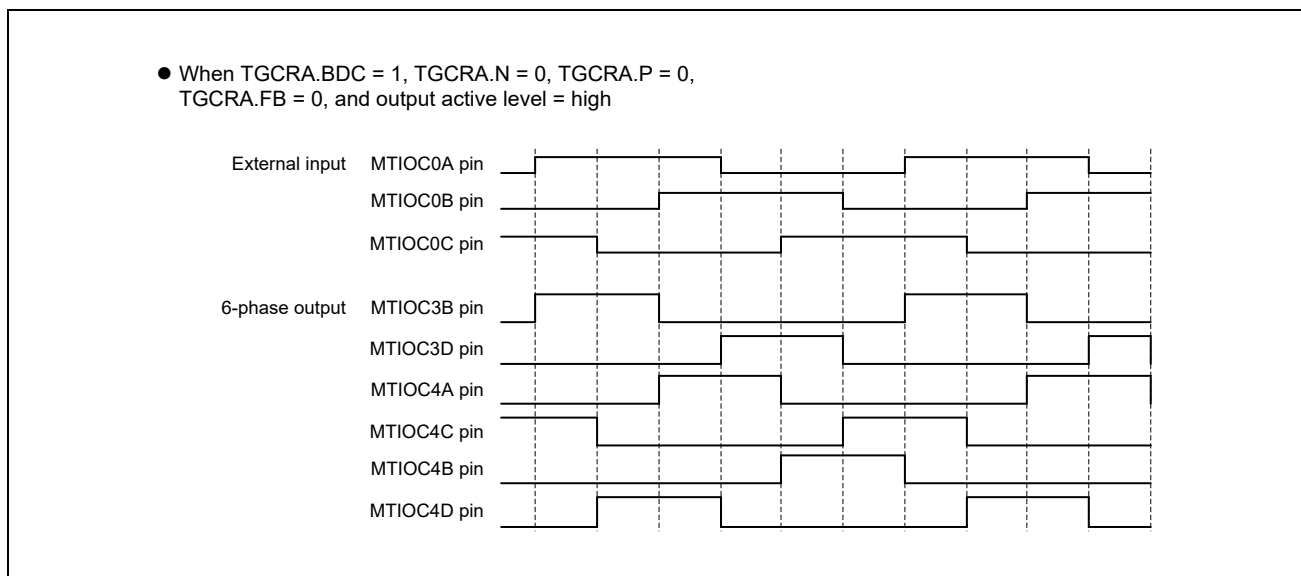 ● When TGCRA.BDC = 1, TGCRA.N = 0, TGCRA.P = 0,
TGCRA.FB = 0, and output active level = high
External input MTIOC0A pin
MTIOC0B pin
MTIOC0C pin
6-phase output MTIOC3B pin
MTIOC3D pin
MTIOC4A pin
MTIOC4C pin
MTIOC4B pin
MTIOC4D pin